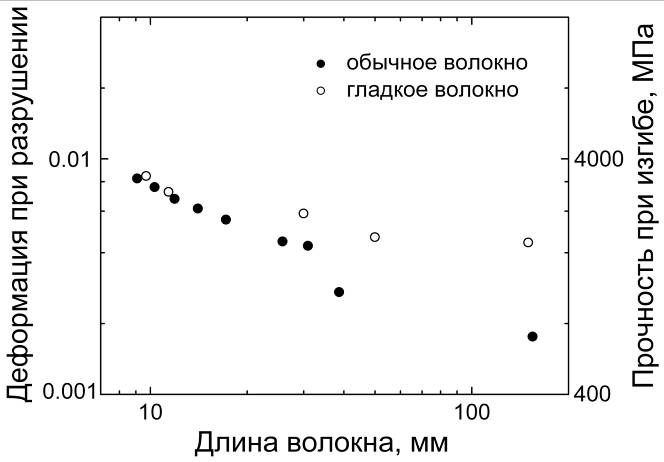 Деформация при разрушении
обычное волокно
гладкое волокно
0.01
0.001
4000
400
Прочность при изгибе, МПа
10
100
Длина волокна, мм